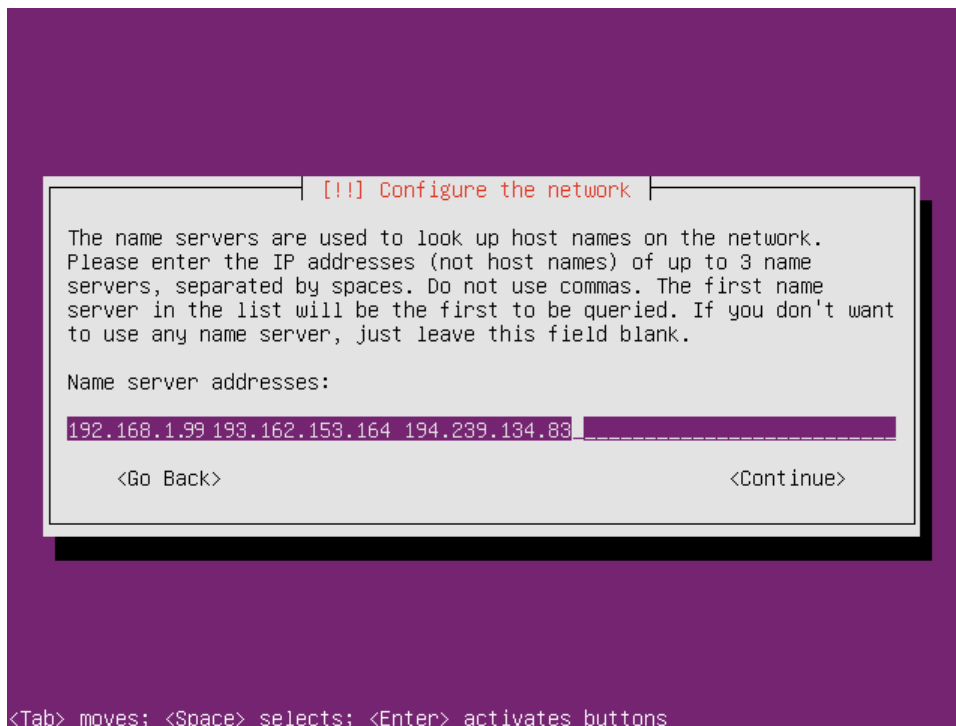 [!!] Configure the network
The name servers are used to look up host names on the network.
Please enter the IP addresses (not host names) of up to 3 name
servers, separated by spaces. Do not use commas. The first name
server in the list will be the first to be queried. If you don't want
to use any name server, just leave this field blank.
Name server addresses:
192.168.1.99 193.162.153.164 194.239.134.83_________________________
<Go Back> <Continue>
<Tab> moves; <Space> selects; <Enter> activates buttons